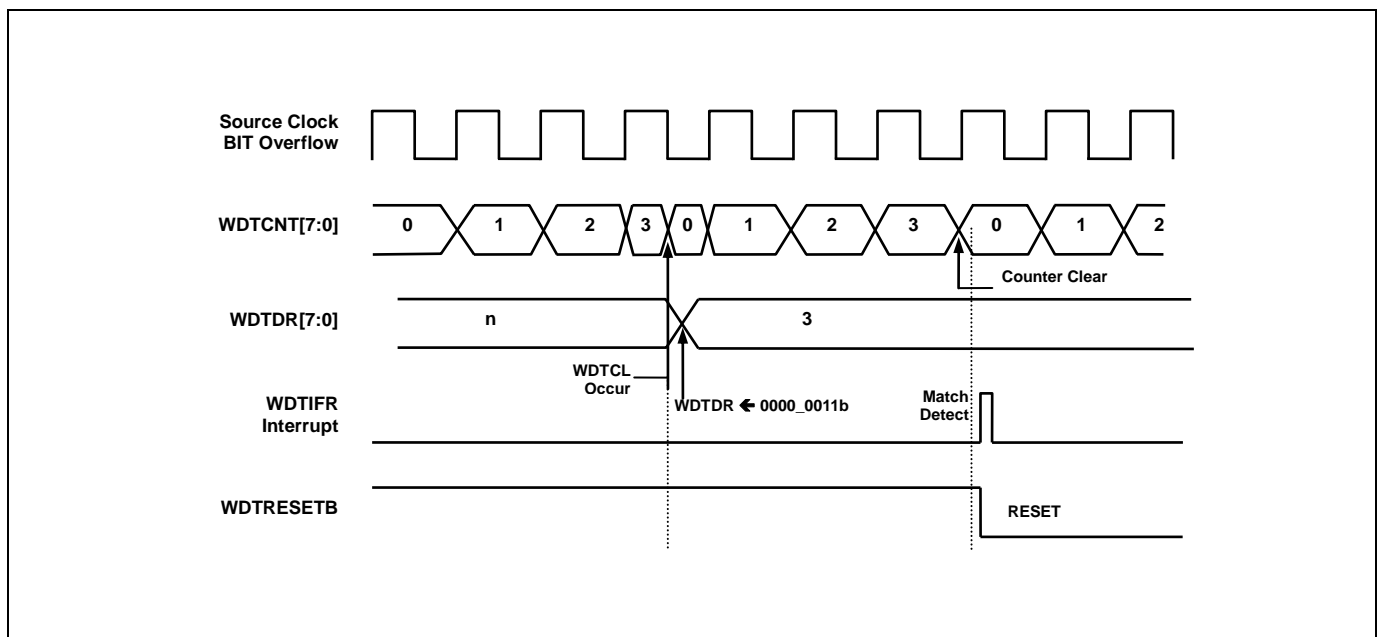 Source Clock
BIT Overflow
WDTCNT[7:0]
0 1 2 3 0 1 2 3 0 1 2
Counter Clear
WDTDR[7:0]
n 3
WDTCL
Occur
WDTDR 🡸 0000_0011b
Match
Detect
WDTIFR
Interrupt
WDTRESETB
RESET